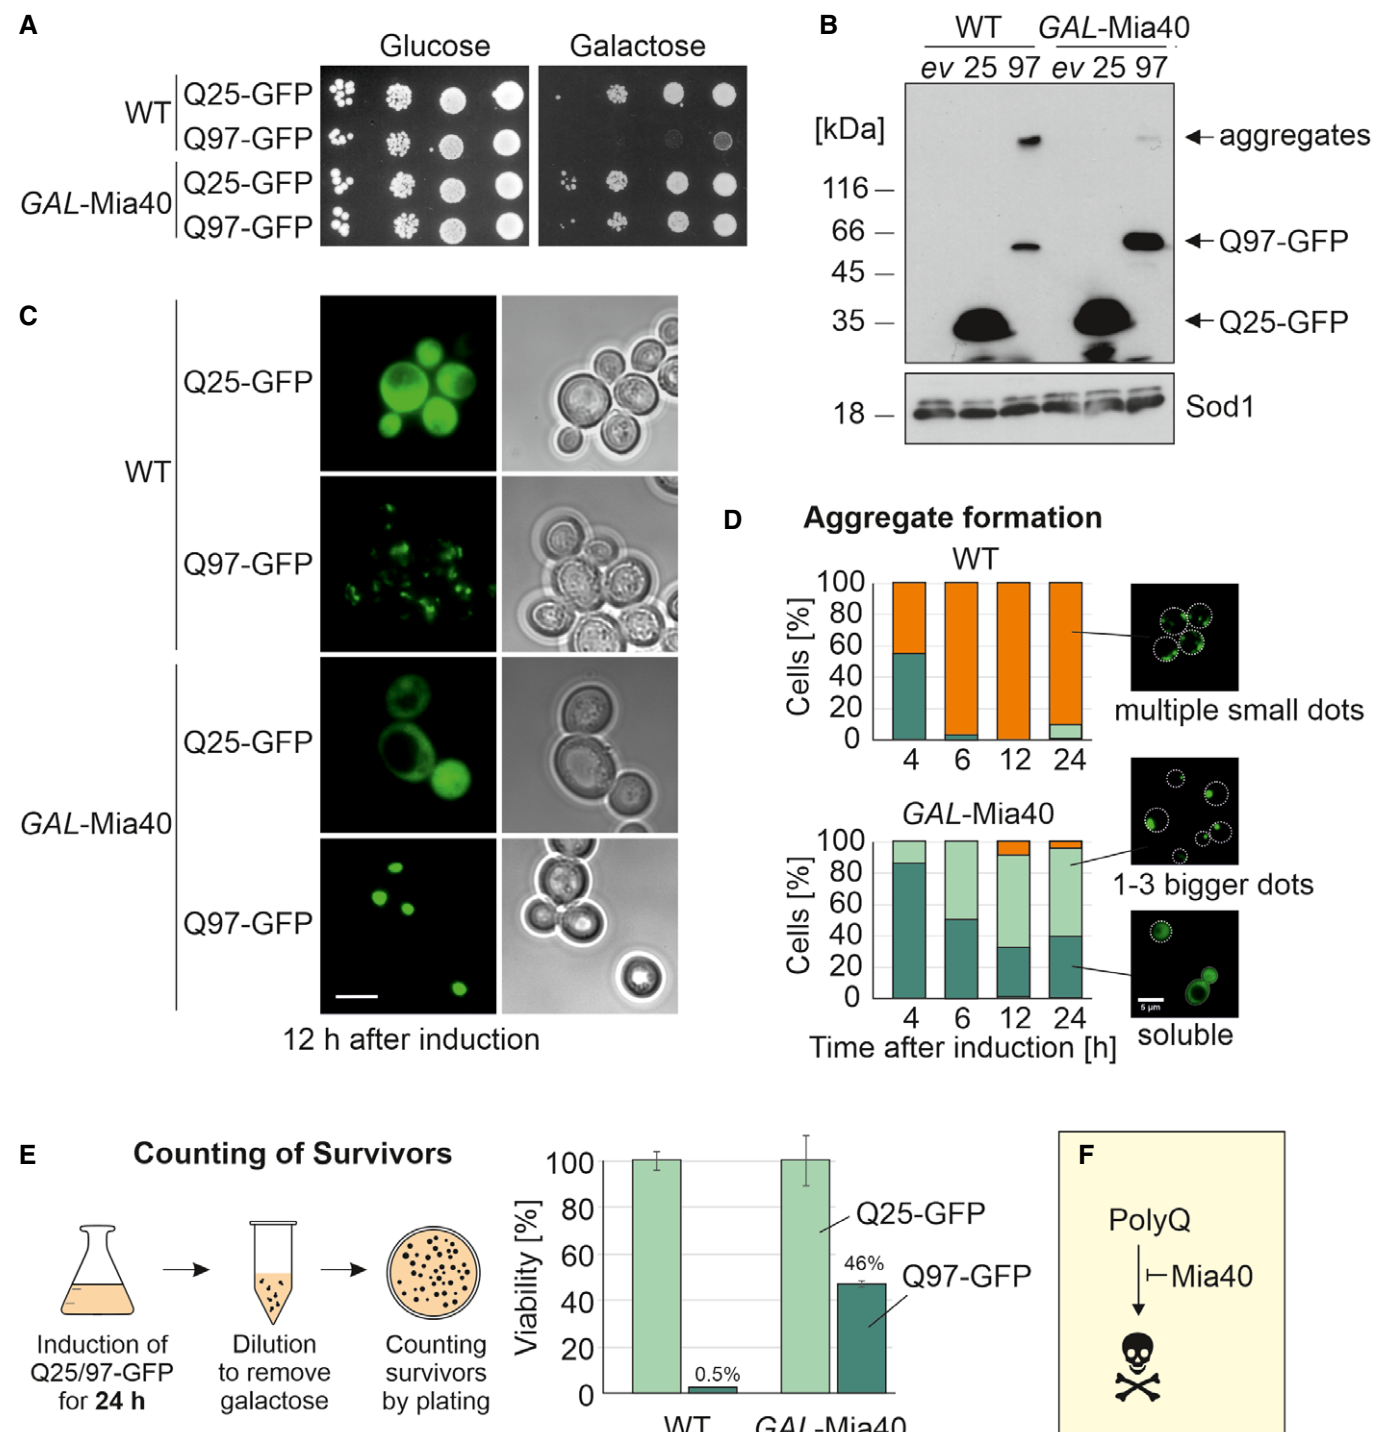 A
Glucose
Galactose
WT
Q25-GFP
Q97-GFP
GAL-Mia40
Q25-GFP
Q97-GFP
B
WT
GAL-Mia40
ev 25 97 ev 25 97
[kDa]
116
66
45
35
18
aggregates
Q97-GFP
Q25-GFP
Sod1
C
WT
Q25-GFP
Q97-GFP
GAL-Mia40
Q25-GFP
Q97-GFP
12 h after induction
D
Aggregate formation
WT
Cells [%]
100
80
60
40
20
0
4 6 12 24
multiple small dots
GAL-Mia40
Cells [%]
100
80
60
40
20
0
4 6 12 24
Time after induction [h]
1-3 bigger dots
5 µm
soluble
E
Counting of Survivors
Induction of
Q25/97-GFP
for 24 h
Dilution
to remove
galactose
Counting
survivors
by plating
Viability [%]
100
80
60
40
20
0
0.5%
46%
Q25-GFP
Q97-GFP
WT
GAL-Mia40
F
PolyQ
Mia40